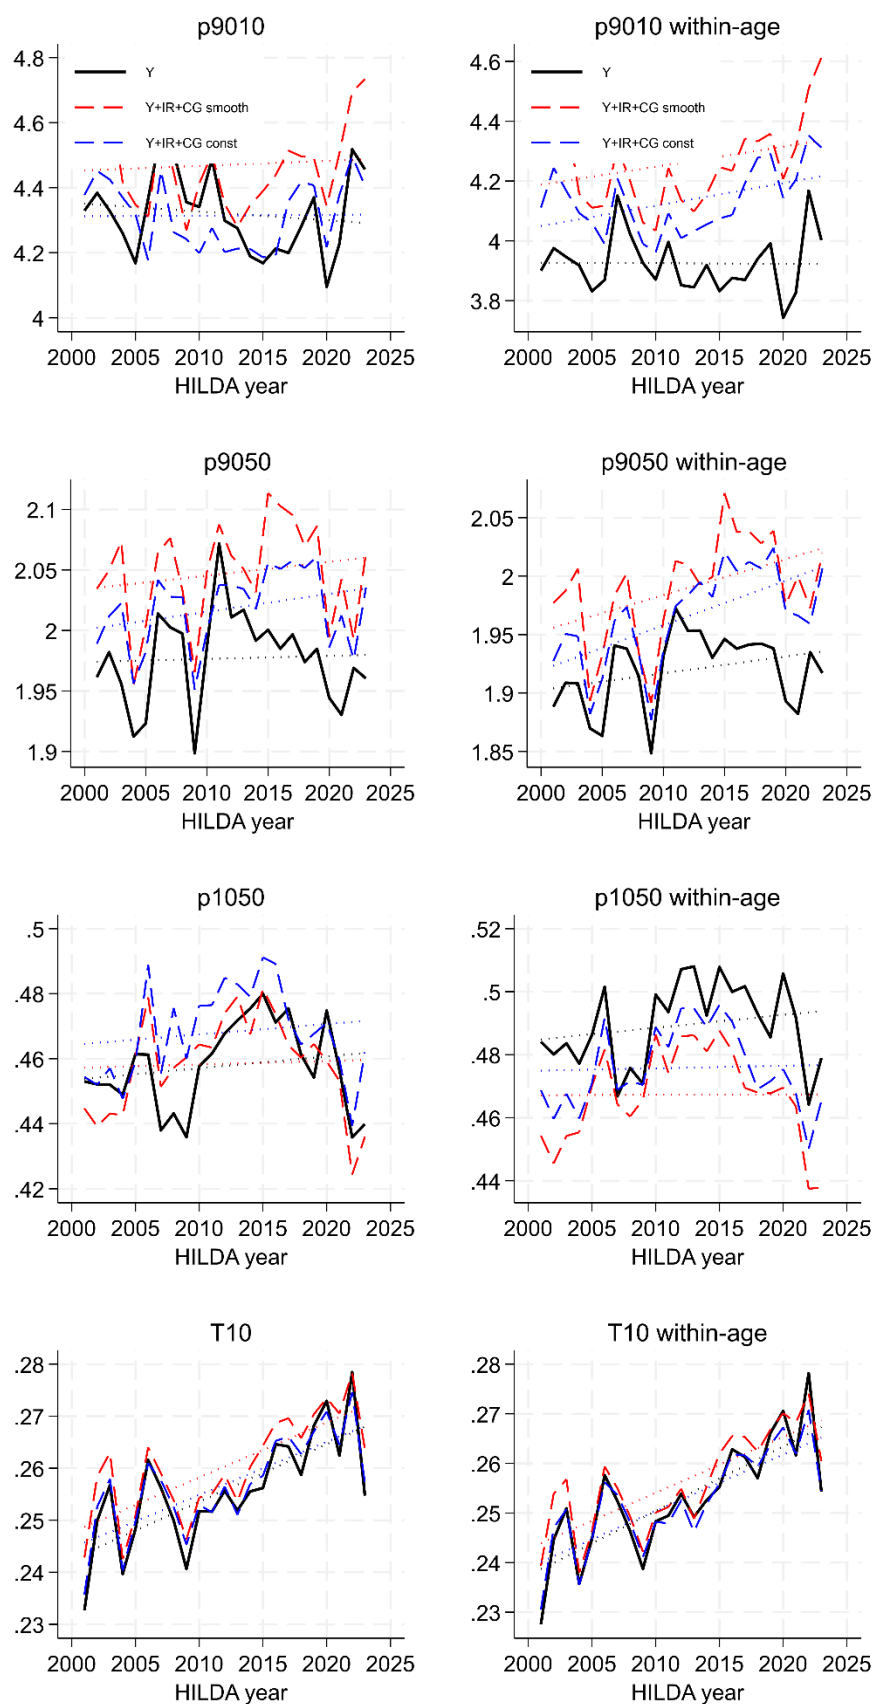 p9010
4.8
4.6
4.4
4.2
4
Y
Y+IR+CG smooth
Y+IR+CG const
2000 2005 2010 2015 2020 2025
HILDA year
p9010 within-age
4.6
4.4
4.2
4
3.8
Y
Y+IR+CG smooth
Y+IR+CG const
2000 2005 2010 2015 2020 2025
HILDA year
p9050
2.1
2.05
2
1.95
1.9
2000 2005 2010 2015 2020 2025
HILDA year
p9050 within-age
2.05
2
1.95
1.9
1.85
2000 2005 2010 2015 2020 2025
HILDA year
p1050
.5
.48
.46
.44
.42
2000 2005 2010 2015 2020 2025
HILDA year
p1050 within-age
.52
.5
.48
.46
.44
2000 2005 2010 2015 2020 2025
HILDA year
T10
.28
.27
.26
.25
.24
.23
2000 2005 2010 2015 2020 2025
HILDA year
T10 within-age
.28
.27
.26
.25
.24
.23
2000 2005 2010 2015 2020 2025
HILDA year